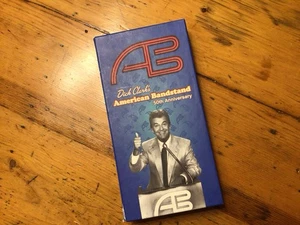 AB
Dick Clark's
American Bandstand
50th Anniversary
AB